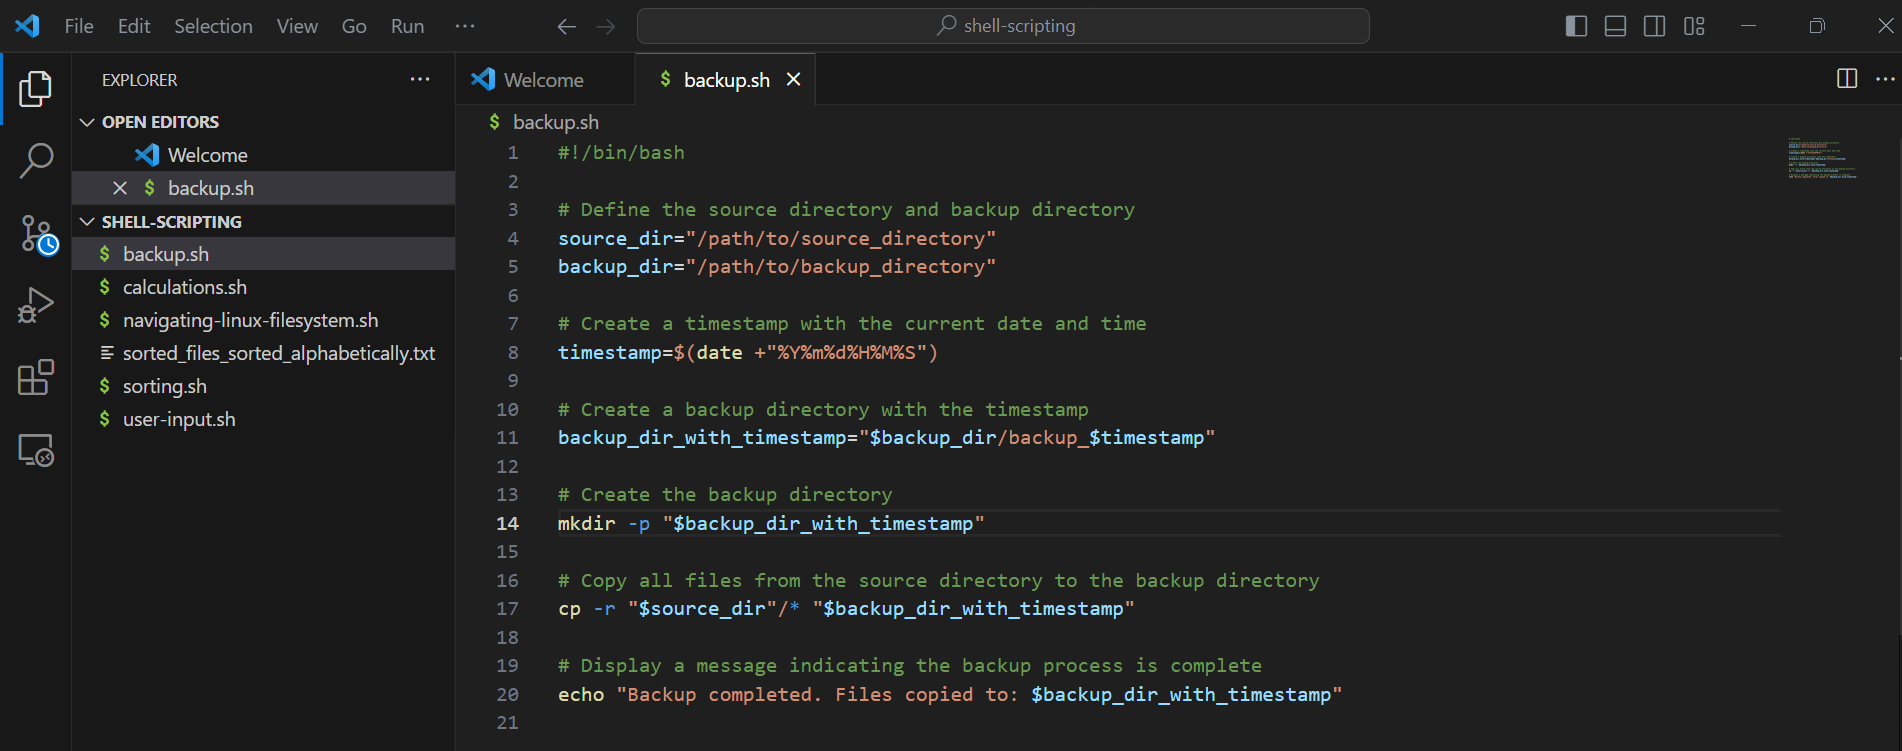 File Edit Selection View Go Run ···
shell-scripting
EXPLORER ···
OPEN EDITORS
Welcome
backup.sh
SHELL-SCRIPTING
backup.sh
calculations.sh
navigating-linux-filesystem.sh
sorted_files_sorted_alphabetically.txt
sorting.sh
user-input.sh
Welcome
$ backup.sh
$ backup.sh
1 #!/bin/bash
2
3 # Define the source directory and backup directory
4 source_dir="/path/to/source_directory"
5 backup_dir="/path/to/backup_directory"
6
7 # Create a timestamp with the current date and time
8 timestamp=$(date +"%Y%m%d%H%M%S")
9
10 # Create a backup directory with the timestamp
11 backup_dir_with_timestamp="$backup_dir/backup_$timestamp"
12
13 # Create the backup directory
14 mkdir -p "$backup_dir_with_timestamp"
15
16 # Copy all files from the source directory to the backup directory
17 cp -r "$source_dir"/* "$backup_dir_with_timestamp"
18
19 # Display a message indicating the backup process is complete
20 echo "Backup completed. Files copied to: $backup_dir_with_timestamp"
21